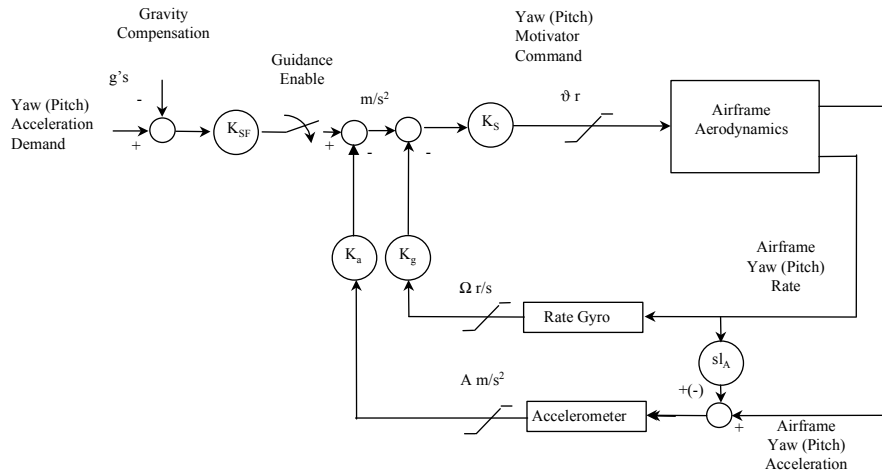 Gravity
Compensation
Yaw (Pitch)
Motivator
Command
Guidance
Enable
g's
-
m/s²
ϑ r
Yaw (Pitch)
Acceleration
Demand
+
K_SF
+
-
-
K_S
Airframe
Aerodynamics
K_a
K_g
Airframe
Yaw (Pitch)
Rate
Ω r/s
Rate Gyro
sl_A
A m/s²
+(-)
Accelerometer
+
Airframe
Yaw (Pitch)
Acceleration